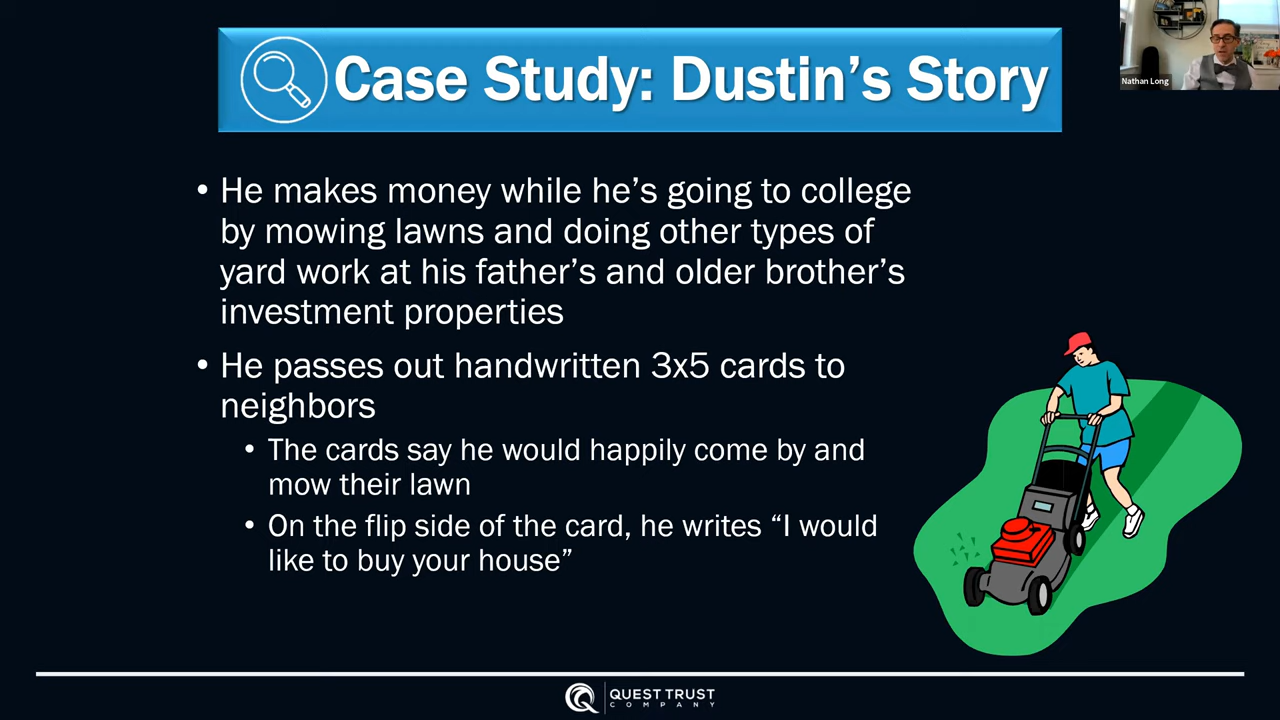 Nathan Long
Case Study: Dustin’s Story
• He makes money while he’s going to college
by mowing lawns and doing other types of
yard work at his father’s and older brother’s
investment properties
• He passes out handwritten 3x5 cards to
neighbors
• The cards say he would happily come by and
mow their lawn
• On the flip side of the card, he writes “I would
like to buy your house”
QUEST TRUST
COMPANY